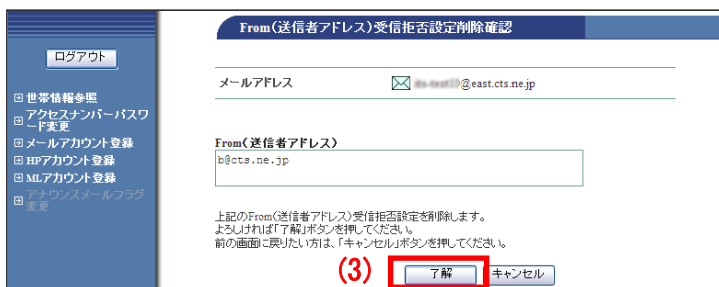 From(送信者アドレス)受信拒否設定削除確認
ログアウト
世帯情報参照
アクセスナンバーパスワ
ード変更
メールアカウント登録
HPアカウント登録
MLアカウント登録
アナウンスメールフラグ
変更
メールアドレス
@east.cts.ne.jp
From(送信者アドレス)
b@cts.ne.jp
上記のFrom(送信者アドレス)受信拒否設定を削除します。
よろしければ「了解」ボタンを押してください。
前の画面に戻りたい方は、「キャンセル」ボタンを押してください。
(3)
了解
キャンセル